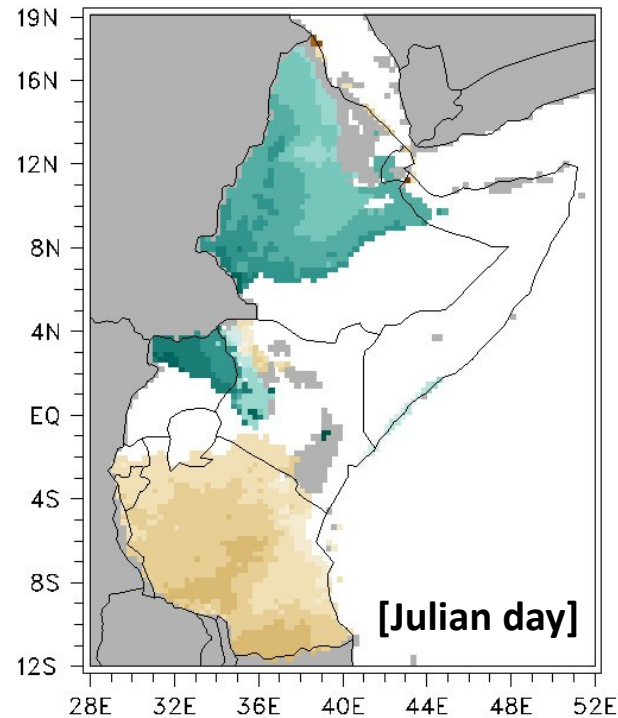 19N
16N
12N
8N
4N
EQ
4S
8S
12S
[Julian day]
28E 32E 36E 40E 44E 48E 52E